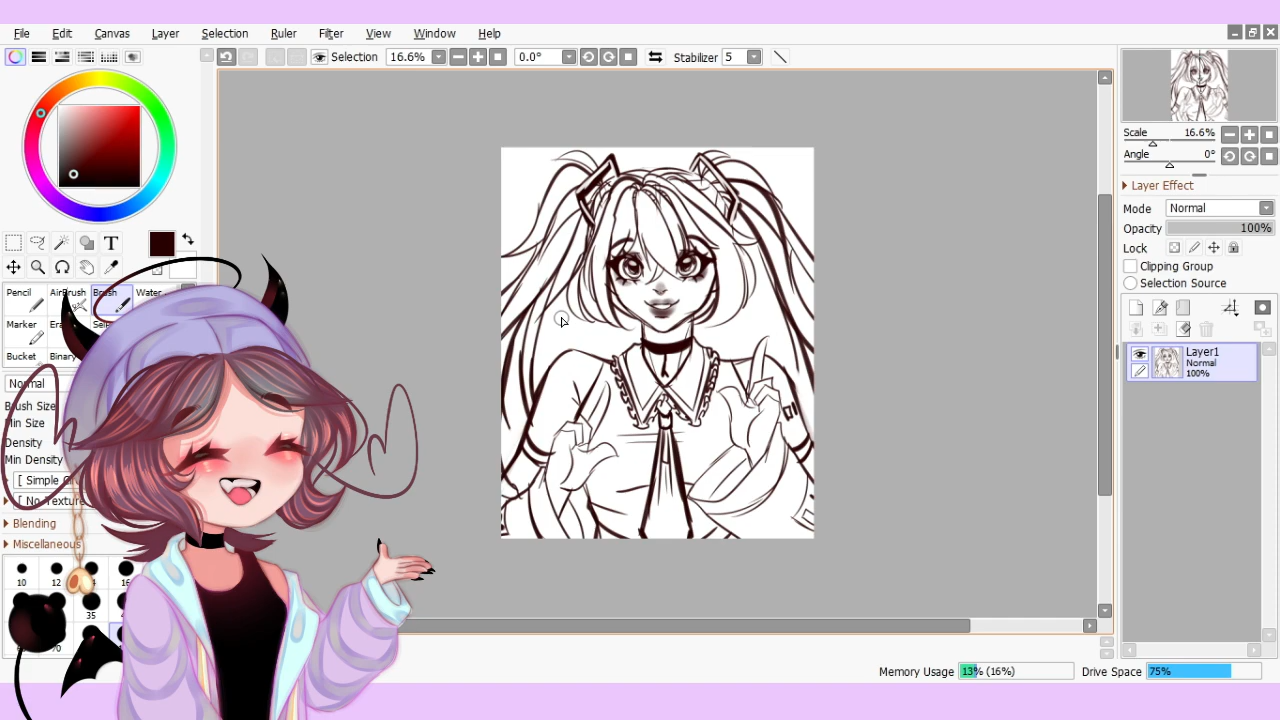 File Edit Canvas Layer Selection Ruler Filter View Window Help
Selection 16.6% 0.0° Stabilizer 5
Scale 16.6%
Angle 0°
Layer Effect
Mode Normal
Opacity 100%
Lock
Clipping Group
Selection Source
Layer1
Normal
100%
T
Pencil AirBrush Brush Water
Marker
Bucket Binary
Normal
Brush Size
Min Size
Density
Min Density
[ Simple
[ No Texture
Blending
Miscellaneous
10 12
35
Memory Usage 13% (16%) Drive Space 75%